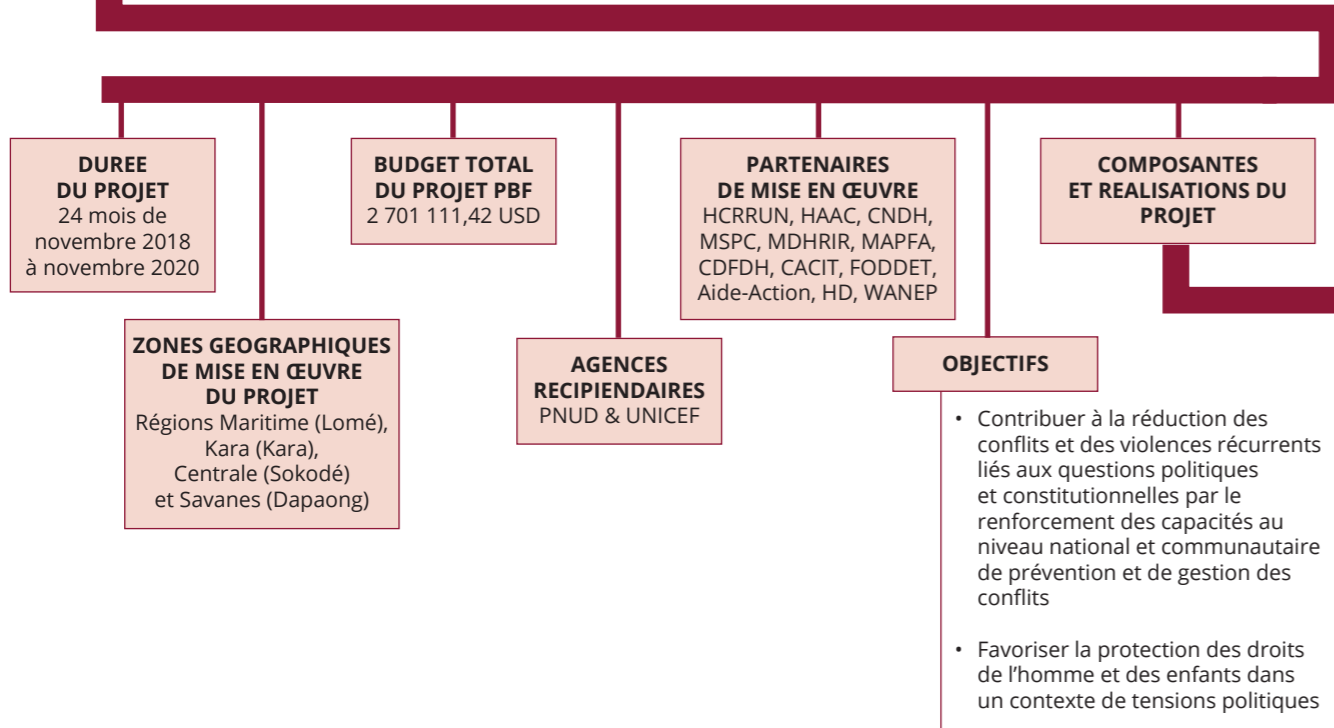 DUREE
DU PROJET
24 mois de
novembre 2018
à novembre 2020
ZONES GEOGRAPHIQUES
DE MISE EN ŒUVRE
DU PROJET
Régions Maritime (Lomé),
Kara (Kara),
Centrale (Sokodé)
et Savanes (Dapaong)
BUDGET TOTAL
DU PROJET PBF
2 701 111,42 USD
AGENCES
RECIPIENDAIRES
PNUD & UNICEF
PARTENAIRES
DE MISE EN ŒUVRE
HCRRUN, HAAC, CNDH,
MSPC, MDHRIR, MAPFA,
CDFDH, CACIT, FODDET,
Aide-Action, HD, WANEP
OBJECTIFS
• Contribuer à la réduction des
conflits et des violences récurrents
liés aux questions politiques
et constitutionnelles par le
renforcement des capacités au
niveau national et communautaire
de prévention et de gestion des
conflits
• Favoriser la protection des droits
de l’homme et des enfants dans
un contexte de tensions politiques
COMPOSANTES
ET REALISATIONS DU
PROJET